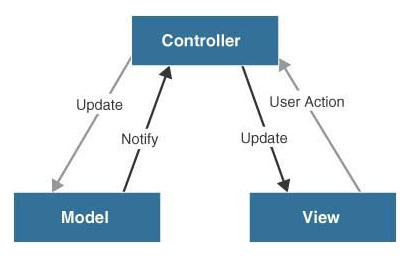 Controller
Update
User Action
Notify
Update
Model
View